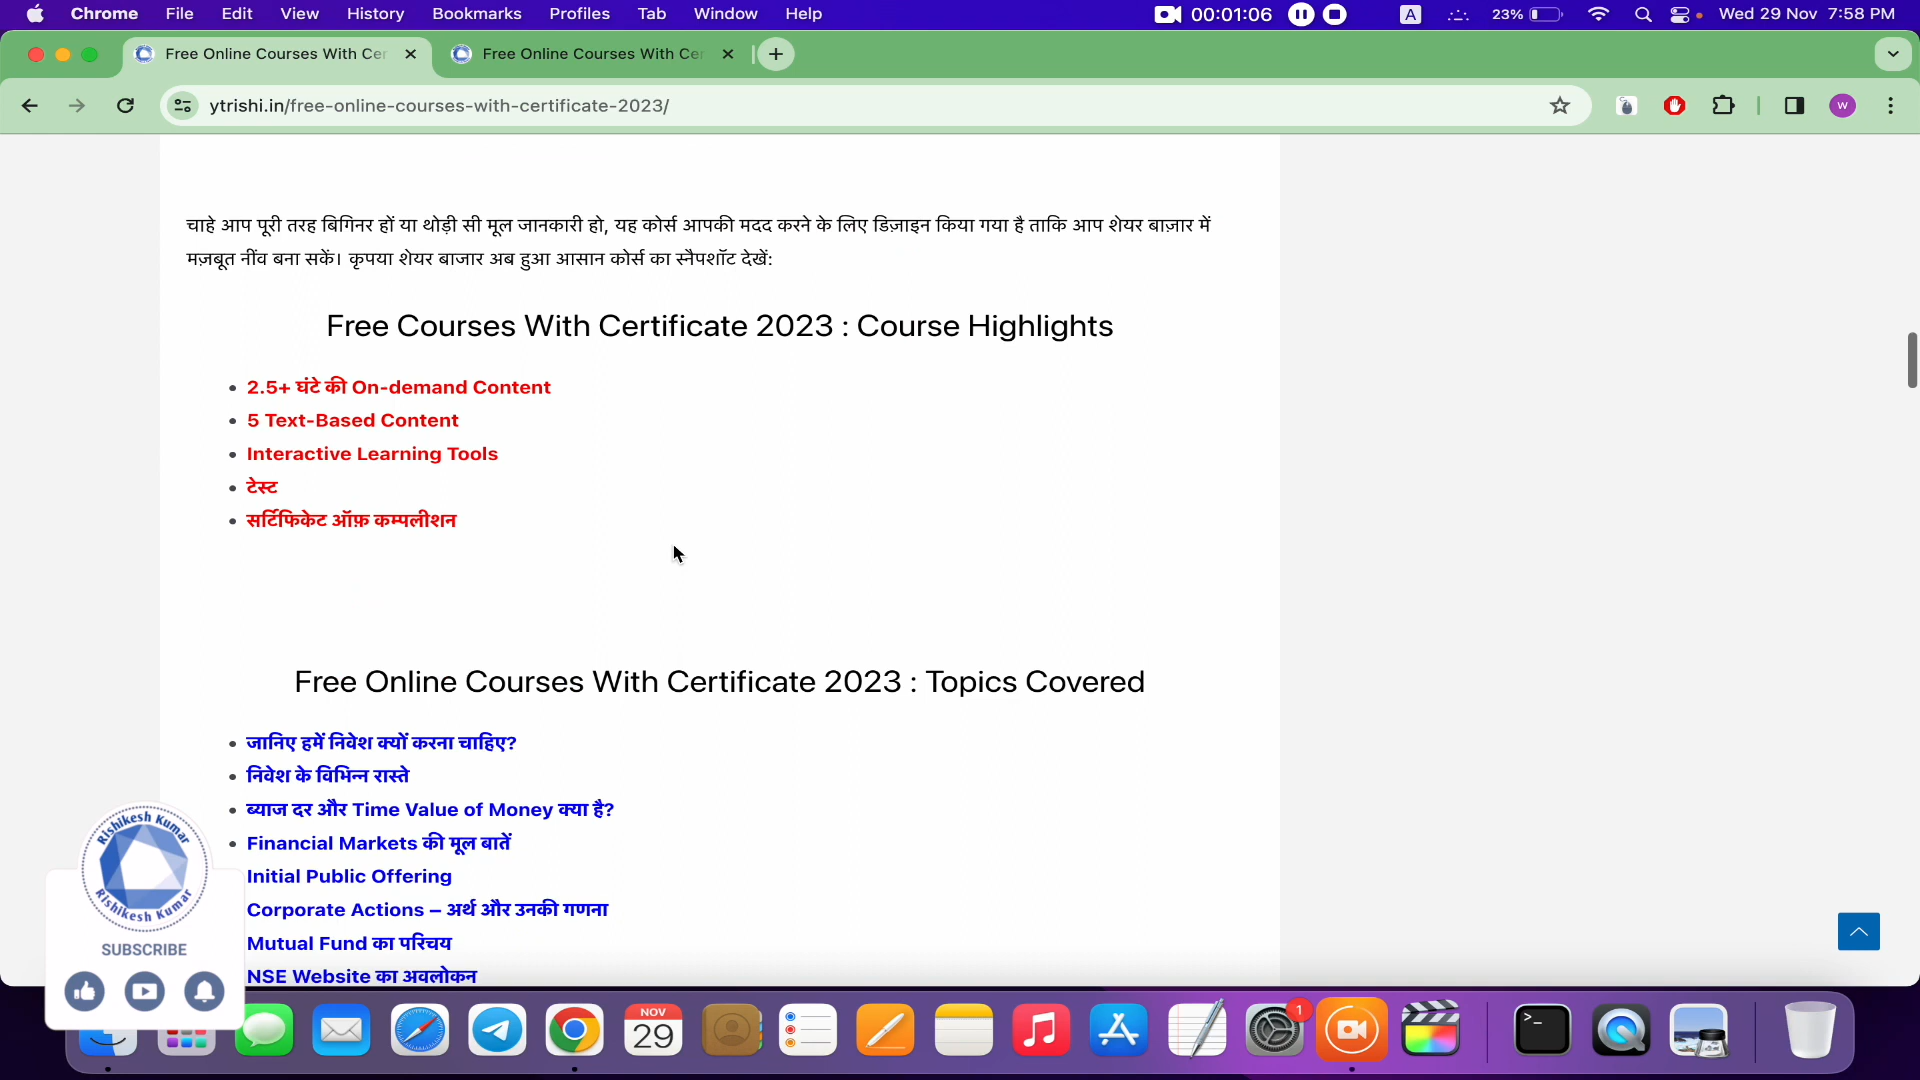 Chrome File Edit View History Bookmarks Profiles Tab Window Help 00:01:06 A 23% Wed 29 Nov 7:58 PM
Free Online Courses With Cer Free Online Courses With Cer
ytrishi.in/free-online-courses-with-certificate-2023/ W
चाहे आप पूरी तरह बिगिनर हों या थोड़ी सी मूल जानकारी हो, यह कोर्स आपकी मदद करने के लिए डिज़ाइन किया गया है ताकि आप शेयर बाज़ार में
मज़बूत नींव बना सकें। कृपया शेयर बाजार अब हुआ आसान कोर्स का स्नैपशॉट देखें:
Free Courses With Certificate 2023 : Course Highlights
2.5+ घंटे की On-demand Content
5 Text-Based Content
Interactive Learning Tools
टेस्ट
सर्टिफिकेट ऑफ़ कम्पलीशन
Free Online Courses With Certificate 2023 : Topics Covered
जानिए हमें निवेश क्यों करना चाहिए?
निवेश के विभिन्न रास्ते
ब्याज दर और Time Value of Money क्या है?
Financial Markets की मूल बातें
Initial Public Offering
Corporate Actions – अर्थ और उनकी गणना
Mutual Fund का परिचय
NSE Website का अवलोकन
Rishikesh Kumar
Rishikesh Kumar
SUBSCRIBE
NOV
29
1
>_